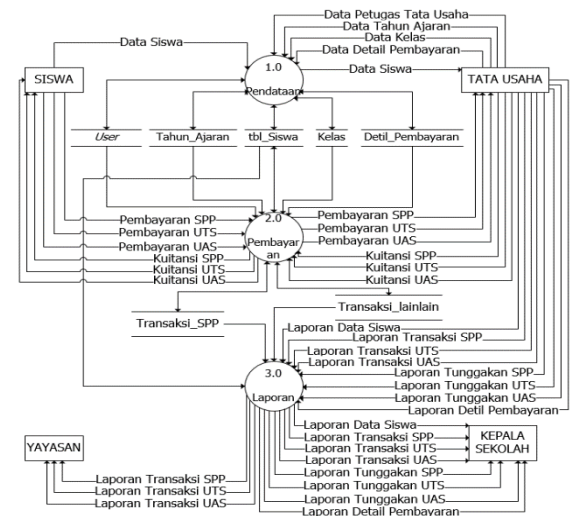 Data Petugas Tata Usaha
Data Tahun Ajaran
Data Kelas
Data Detail Pembayaran
Data Siswa
1.0
Pendataan
Data Siswa
SISWA
TATA USAHA
User
Tahun_Ajaran
tbl_Siswa
Kelas
Detil_Pembayaran
Pembayaran SPP
Pembayaran UTS
Pembayaran UAS
Kuitansi SPP
Kuitansi UTS
Kuitansi UAS
2.0
Pembayar
an
Pembayaran SPP
Pembayaran UTS
Pembayaran UAS
Kuitansi SPP
Kuitansi UTS
Kuitansi UAS
Transaksi_SPP
Transaksi_lainlain
Laporan Data Siswa
Laporan Transaksi SPP
Laporan Transaksi UTS
Laporan Transaksi UAS
Laporan Tunggakan SPP
Laporan Tunggakan UTS
Laporan Tunggakan UAS
Laporan Detil Pembayaran
3.0
Laporan
Laporan Data Siswa
Laporan Transaksi SPP
Laporan Transaksi UTS
Laporan Transaksi UAS
Laporan Tunggakan SPP
Laporan Tunggakan UTS
Laporan Tunggakan UAS
Laporan Detail Pembayaran
KEPALA
SEKOLAH
YAYASAN
Laporan Transaksi SPP
Laporan Transaksi UTS
Laporan Transaksi UAS